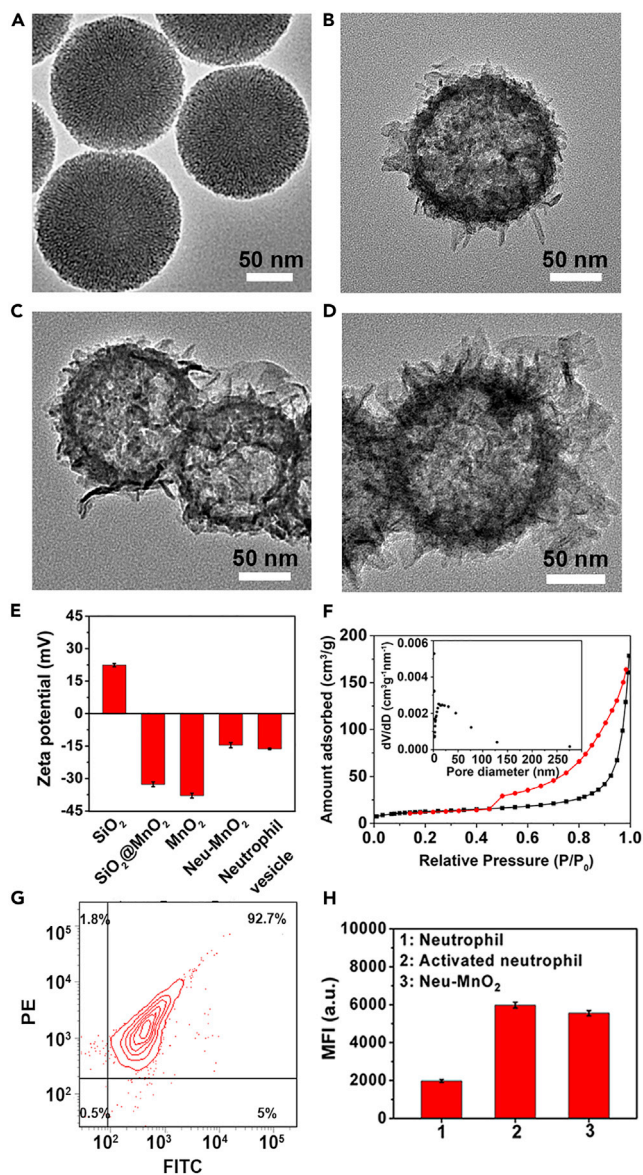 A
50 nm
B
50 nm
C
50 nm
D
50 nm
E
Zeta potential (mV)
45
30
15
0
-15
-30
-45
SiO₂
SiO₂@MnO₂
MnO₂
Neu-MnO₂
Neutrophil
vesicle
F
Amount adsorbed (cm³/g)
200
150
100
50
0
0.0 0.2 0.4 0.6 0.8 1.0
Relative Pressure (P/P₀)
dV/dD (cm³g⁻¹nm⁻¹)
0.006
0.004
0.002
0.000
0 50 100 150 200 250
Pore diameter (nm)
G
1.8% 92.7%
0.5% 5%
PE
10⁵
10⁴
10³
10²
10² 10³ 10⁴ 10⁵
FITC
H
MFI (a.u.)
10000
8000
6000
4000
2000
0
1: Neutrophil
2: Activated neutrophil
3: Neu-MnO₂
1 2 3